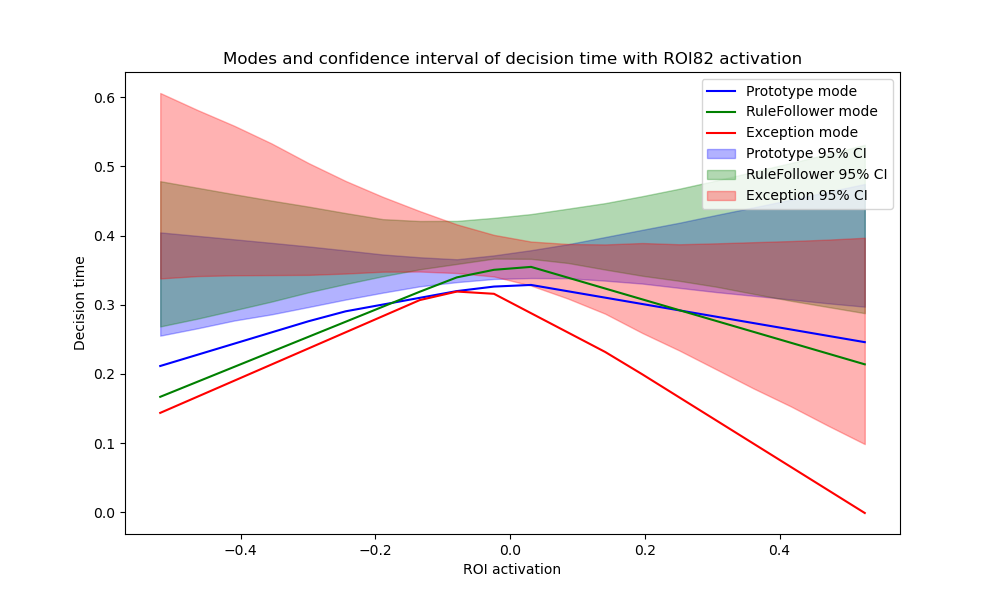 Modes and confidence interval of decision time with ROI82 activation
Prototype mode
RuleFollower mode
Exception mode
Prototype 95% CI
RuleFollower 95% CI
Exception 95% CI
0.6
0.5
0.4
0.3
0.2
0.1
0.0
Decision time
−0.4
−0.2
0.0
0.2
0.4
ROI activation